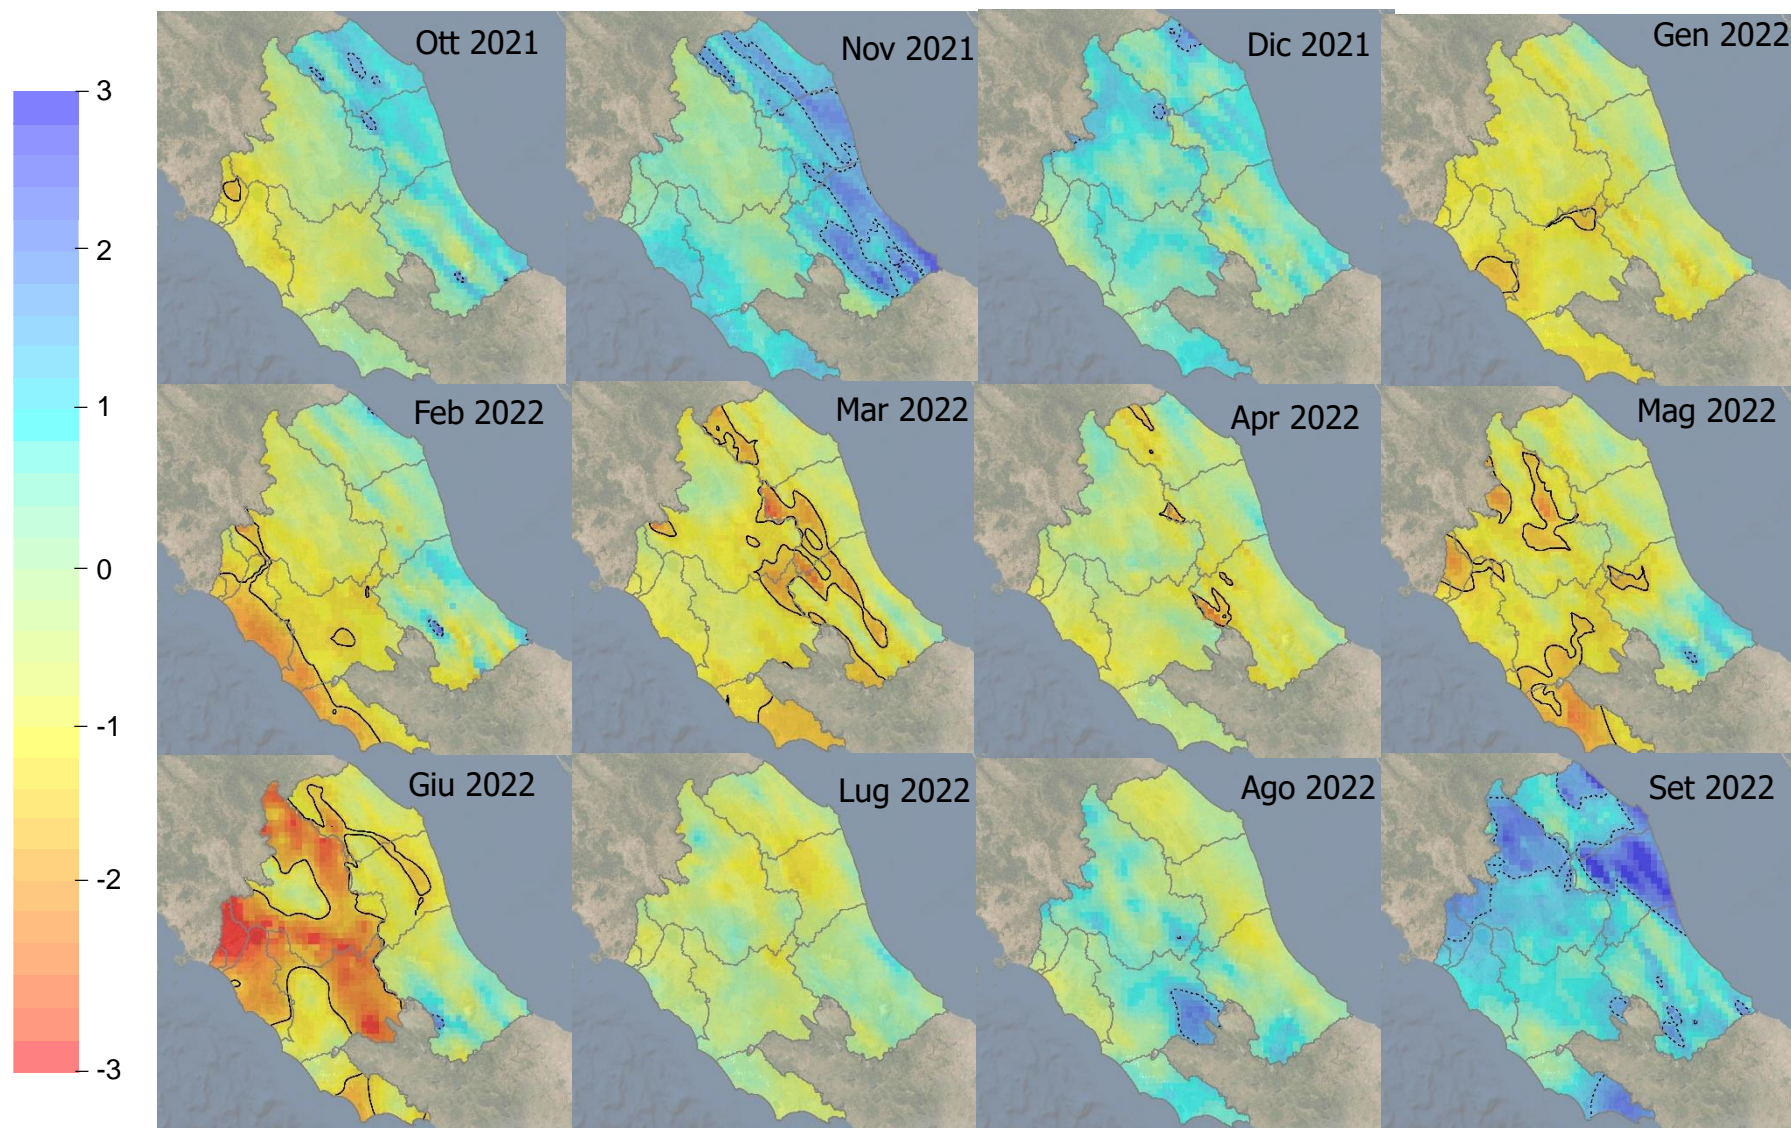 3
2
1
0
-1
-2
-3
Ott 2021
Nov 2021
Dic 2021
Gen 2022
Feb 2022
Mar 2022
Apr 2022
Mag 2022
Giu 2022
Lug 2022
Ago 2022
Set 2022